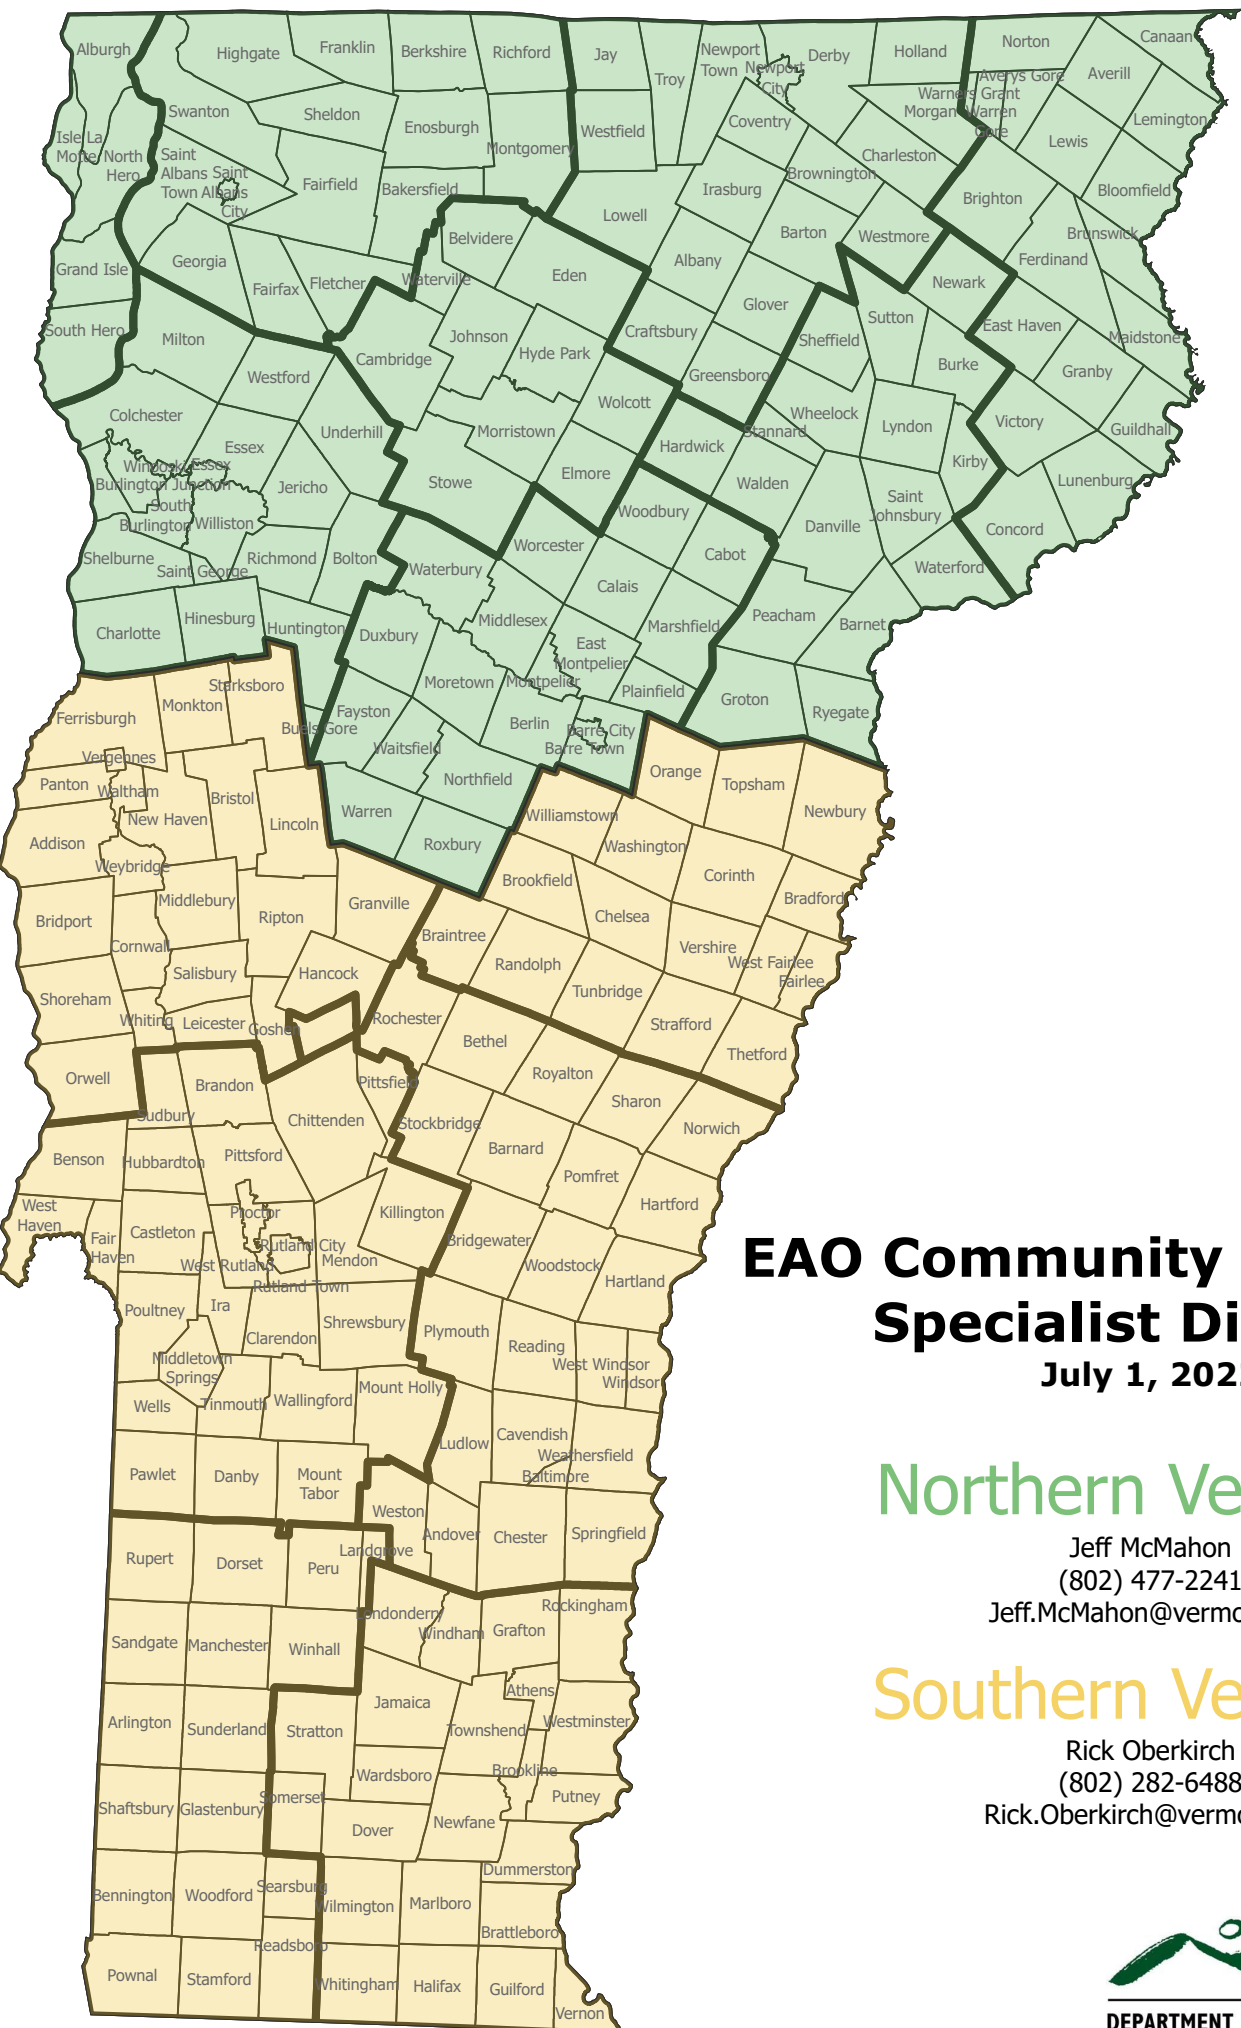 Alburgh
Highgate
Franklin
Berkshire
Richford
Jay
Troy
Newport
Town
Newport
City
Derby
Holland
Norton
Canaan
Averys Gore
Averill
Warners Grant
Morgan
Warren
Gore
Lewis
Lemington
Isle La
Motte
North
Hero
Swanton
Sheldon
Enosburgh
Montgomery
Westfield
Coventry
Charleston
Brownington
Saint
Albans
Town
Saint
Albans
City
Fairfield
Bakersfield
Lowell
Irasburg
Brighton
Bloomfield
Brunswick
Ferdinand
Belvidere
Barton
Westmore
Grand Isle
Georgia
Fairfax
Fletcher
Waterville
Eden
Albany
Newark
South Hero
Milton
Johnson
Hyde Park
Craftsbury
Glover
Sheffield
Sutton
East Haven
Maidstone
Westford
Cambridge
Greensboro
Burke
Granby
Colchester
Underhill
Wolcott
Morristown
Stannard
Wheelock
Lyndon
Victory
Guildhall
Essex
Winooski
Essex
Junction
Burlington
Jericho
Stowe
Elmore
Hardwick
Walden
Kirby
Lunenburg
South
Burlington
Williston
Woodbury
Danville
Saint
Johnsbury
Concord
Shelburne
Saint George
Richmond
Bolton
Waterbury
Worcester
Cabot
Waterford
Calais
Charlotte
Hinesburg
Huntington
Duxbury
Middlesex
Marshfield
Peacham
Barnet
East
Montpelier
Starksboro
Moretown
Montpelier
Plainfield
Groton
Ryegate
Ferrisburgh
Monkton
Buels Gore
Fayston
Waitsfield
Berlin
Barre City
Barre Town
Vergennes
Panton
Waltham
Northfield
Orange
Topsham
Newbury
New Haven
Bristol
Lincoln
Warren
Roxbury
Williamstown
Washington
Addison
Weybridge
Middlebury
Ripton
Granville
Brookfield
Corinth
Bradford
Bridport
Cornwall
Chelsea
Braintree
Vershire
West Fairlee
Fairlee
Salisbury
Hancock
Randolph
Tunbridge
Shoreham
Whiting
Leicester
Goshen
Rochester
Strafford
Bethel
Thetford
Orwell
Sudbury
Brandon
Pittsfield
Royalton
Sharon
Chittenden
Stockbridge
Norwich
Benson
Hubbardton
Pittsford
Barnard
Pomfret
West
Haven
Proctor
Killington
Hartford
Fair
Haven
Castleton
West Rutland
Rutland City
Mendon
Bridgewater
Woodstock
Hartland
Rutland Town
Poultney
Ira
Clarendon
Shrewsbury
Plymouth
Reading
West Windsor
Windsor
Middletown
Springs
Wells
Tinmouth
Wallingford
Mount Holly
Ludlow
Cavendish
Weathersfield
Baltimore
Pawlet
Danby
Mount
Tabor
Weston
Andover
Chester
Springfield
Rupert
Dorset
Peru
Landgrove
Londonderry
Windham
Grafton
Rockingham
Sandgate
Manchester
Winhall
Jamaica
Athens
Arlington
Sunderland
Stratton
Townshend
Westminster
Wardsboro
Brookline
Shaftsbury
Glastenbury
Somerset
Putney
Dover
Newfane
Dummerston
Bennington
Woodford
Searsburg
Wilmington
Marlboro
Brattleboro
Readsboro
Pownal
Stamford
Whitingham
Halifax
Guilford
Vernon
EAO Community
Specialist Di
July 1, 202
Northern Ve
Jeff McMahon
(802) 477-2241
Jeff.McMahon@vermo
Southern Ve
Rick Oberkirch
(802) 282-6488
Rick.Oberkirch@vermo
DEPARTMENT